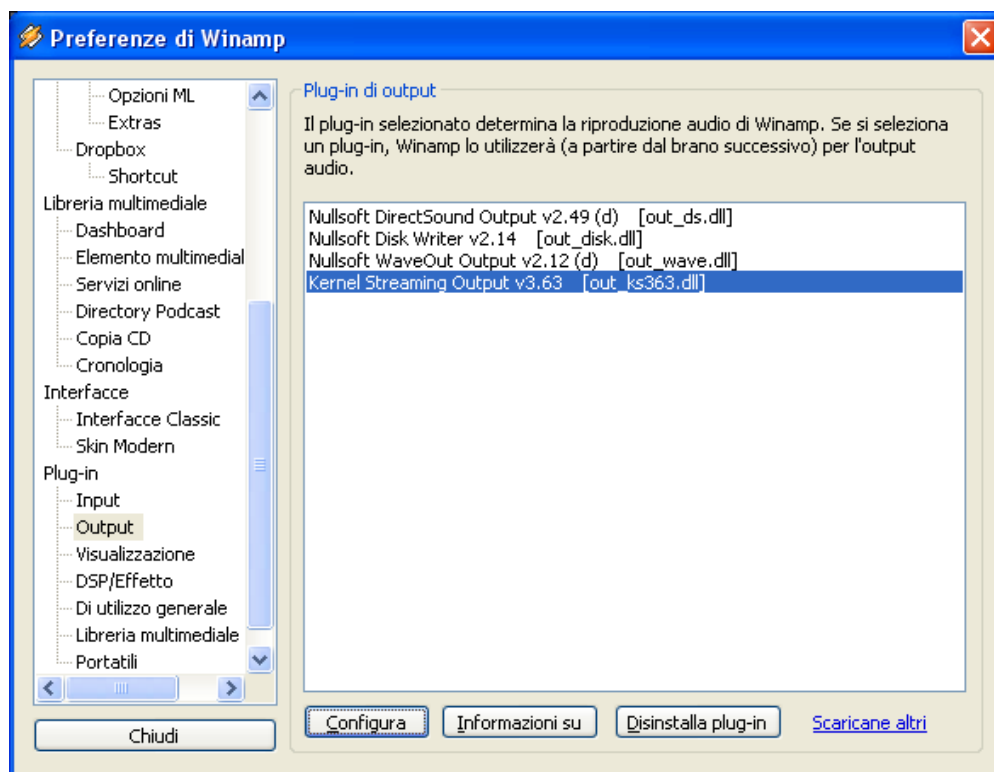 Preferenze di Winamp
Opzioni ML
Extras
Dropbox
Shortcut
Libreria multimediale
Dashboard
Elemento multimedial
Servizi online
Directory Podcast
Copia CD
Cronologia
Interfacce
Interfacce Classic
Skin Modern
Plug-in
Input
Output
Visualizzazione
DSP/Effetto
Di utilizzo generale
Libreria multimediale
Portatili
Chiudi
Plug-in di output
Il plug-in selezionato determina la riproduzione audio di Winamp. Se si seleziona
un plug-in, Winamp lo utilizzerà (a partire dal brano successivo) per l'output
audio.
Nullsoft DirectSound Output v2.49 (d) [out_ds.dll]
Nullsoft Disk Writer v2.14 [out_disk.dll]
Nullsoft WaveOut Output v2.12 (d) [out_wave.dll]
Kernel Streaming Output v3.63 [out_ks363.dll]
Configura
Informazioni su
Disinstalla plug-in
Scaricane altri